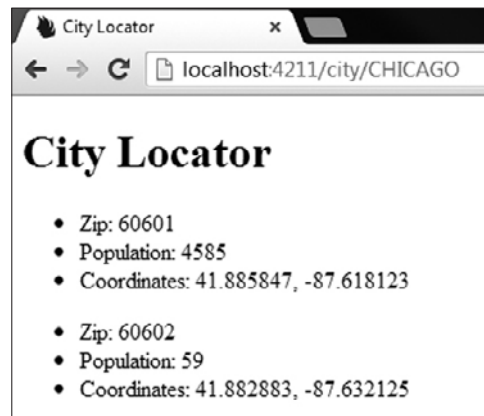 City Locator
localhost:4211/city/CHICAGO
City Locator
Zip: 60601
Population: 4585
Coordinates: 41.885847, -87.618123
Zip: 60602
Population: 59
Coordinates: 41.882883, -87.632125